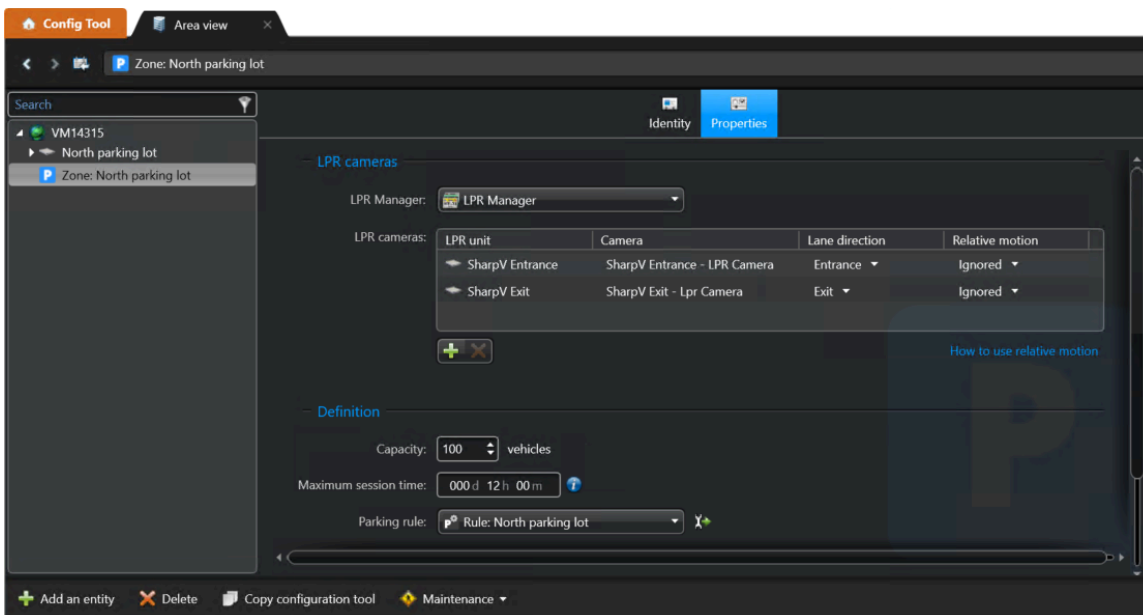 Config Tool
Area view
Zone: North parking lot
Search
VM14315
North parking lot
Zone: North parking lot
Identity
Properties
LPR cameras
LPR Manager: LPR Manager
LPR cameras: LPR unit Camera Lane direction Relative motion
SharpV Entrance SharpV Entrance - LPR Camera Entrance Ignored
SharpV Exit SharpV Exit - Lpr Camera Exit Ignored
How to use relative motion
Definition
Capacity: 100 vehicles
Maximum session time: 000 d 12 h 00 m
Parking rule: Rule: North parking lot
Add an entity Delete Copy configuration tool Maintenance